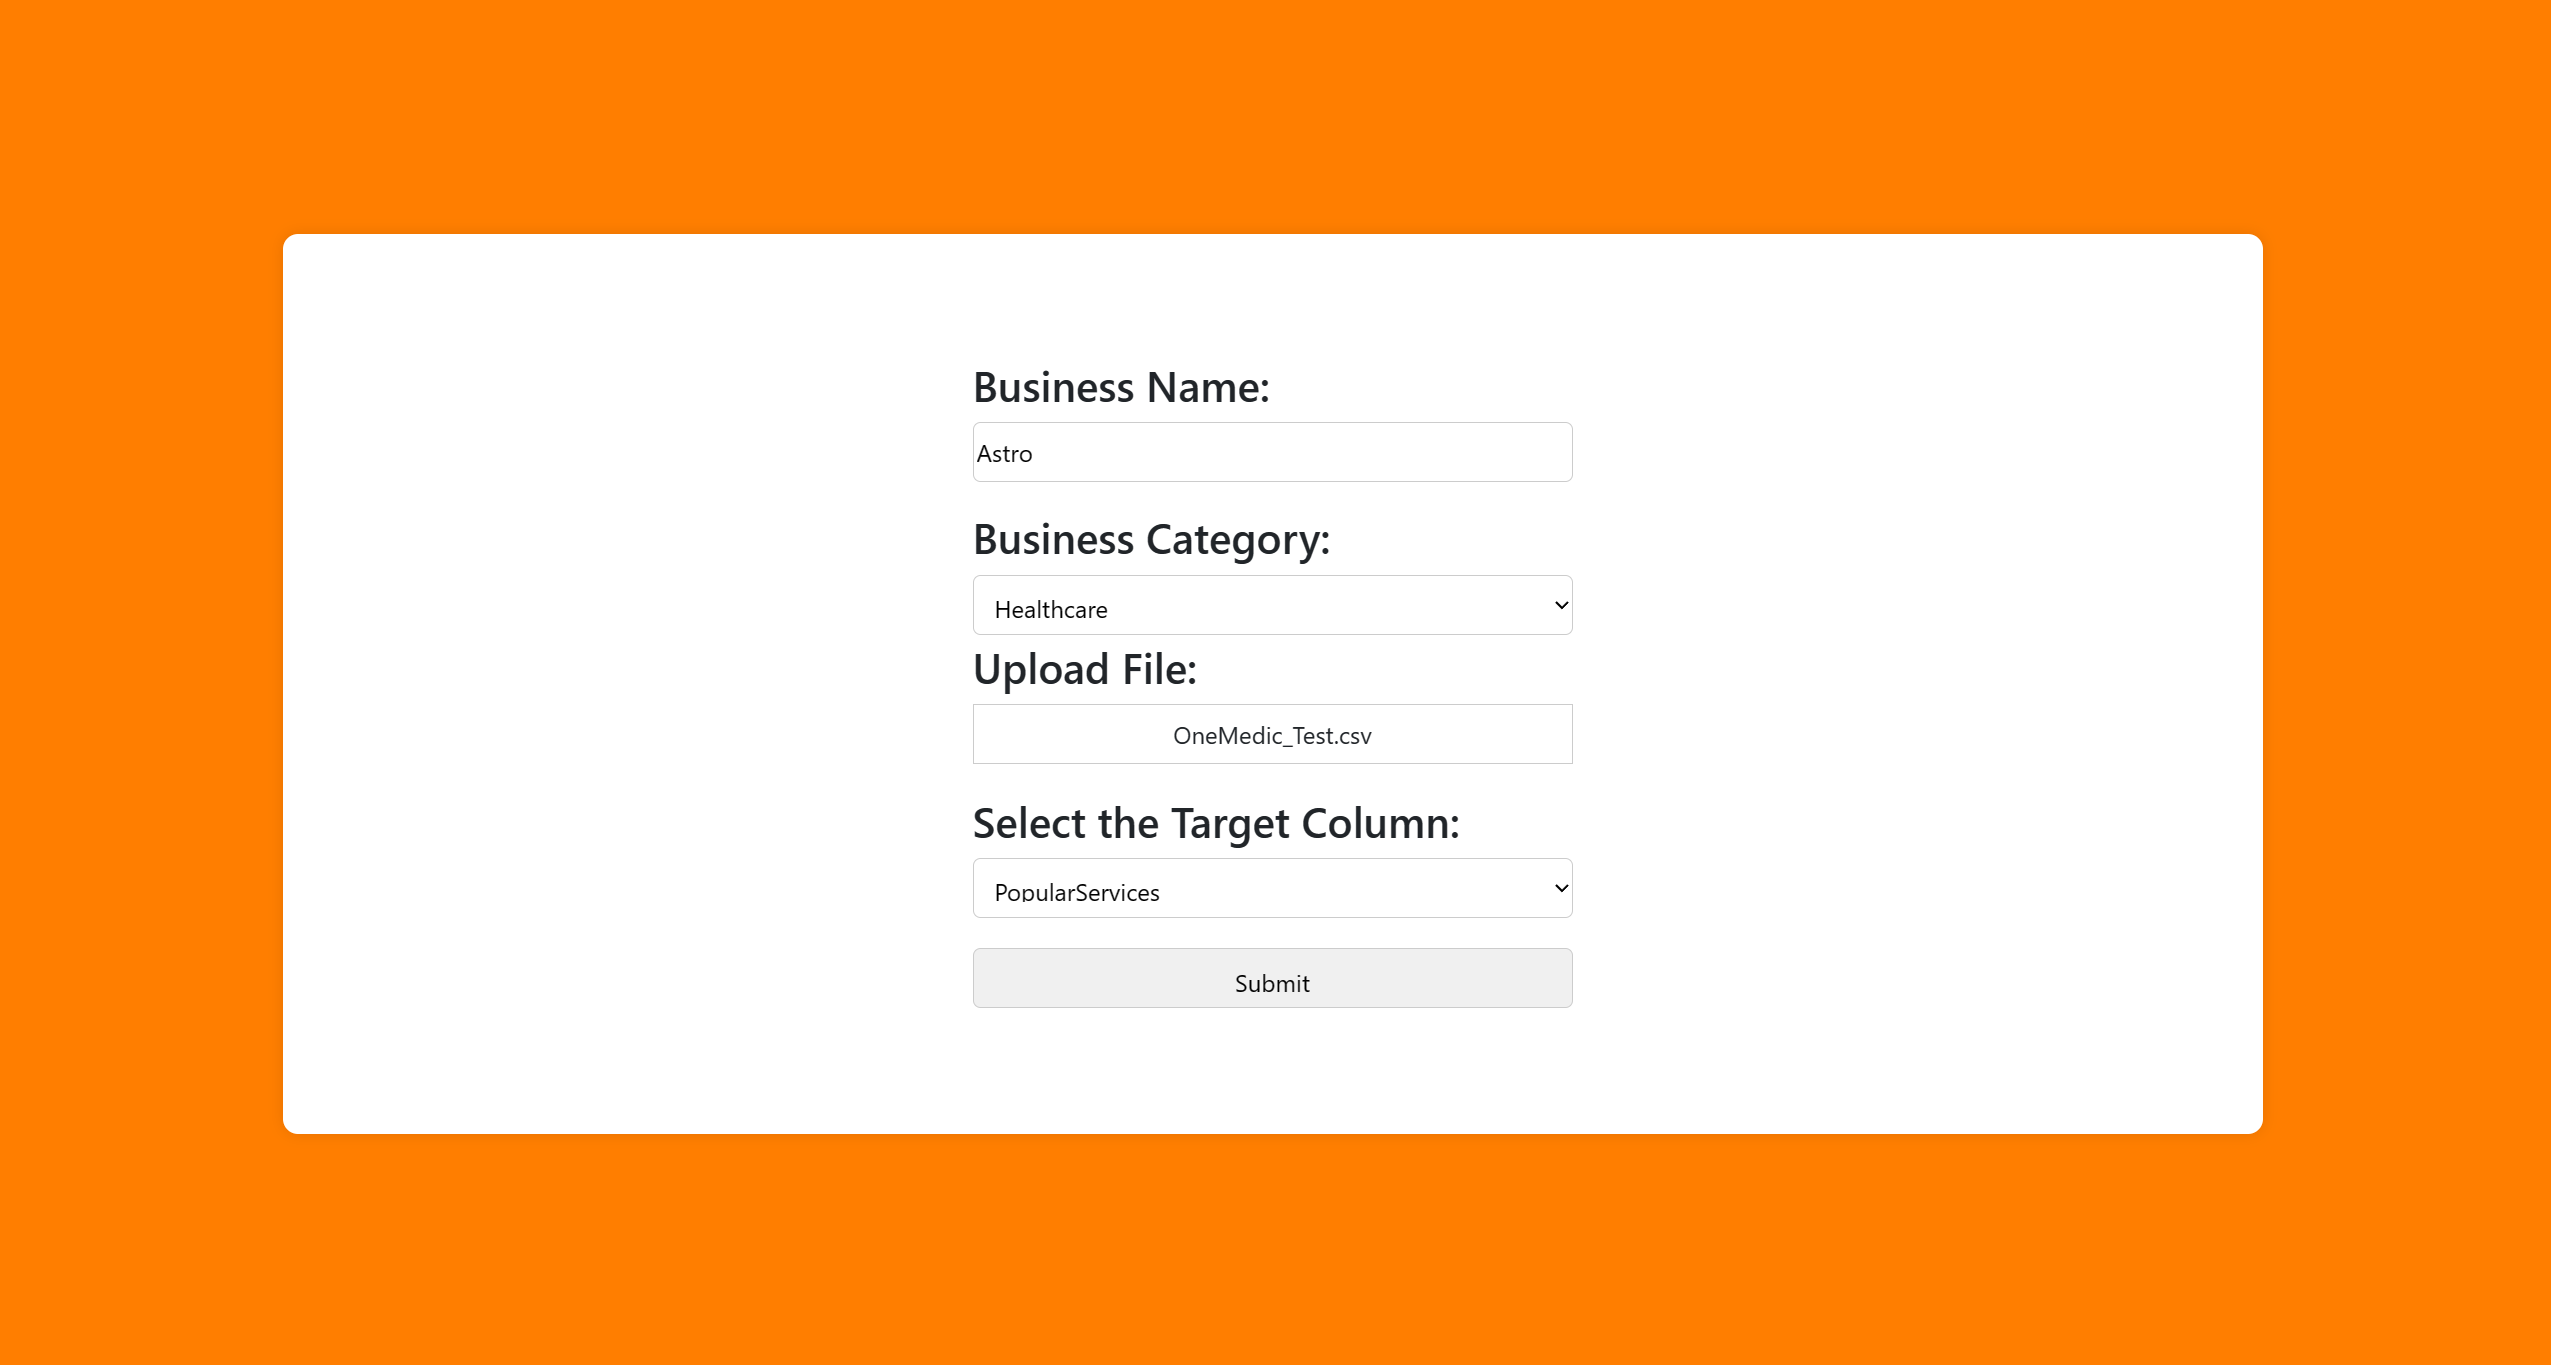 Business Name:
Astro
Business Category:
Healthcare
Upload File:
OneMedic_Test.csv
Select the Target Column:
PopularServices
Submit